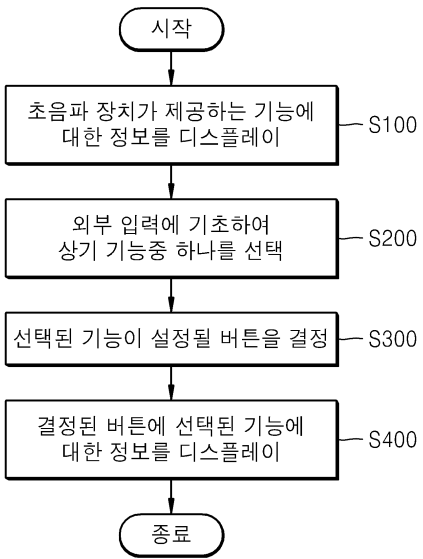 시작
초음파 장치가 제공하는 기능에
대한 정보를 디스플레이
S100
외부 입력에 기초하여
상기 기능중 하나를 선택
S200
선택된 기능이 설정될 버튼을 결정
S300
결정된 버튼에 선택된 기능에
대한 정보를 디스플레이
S400
종료